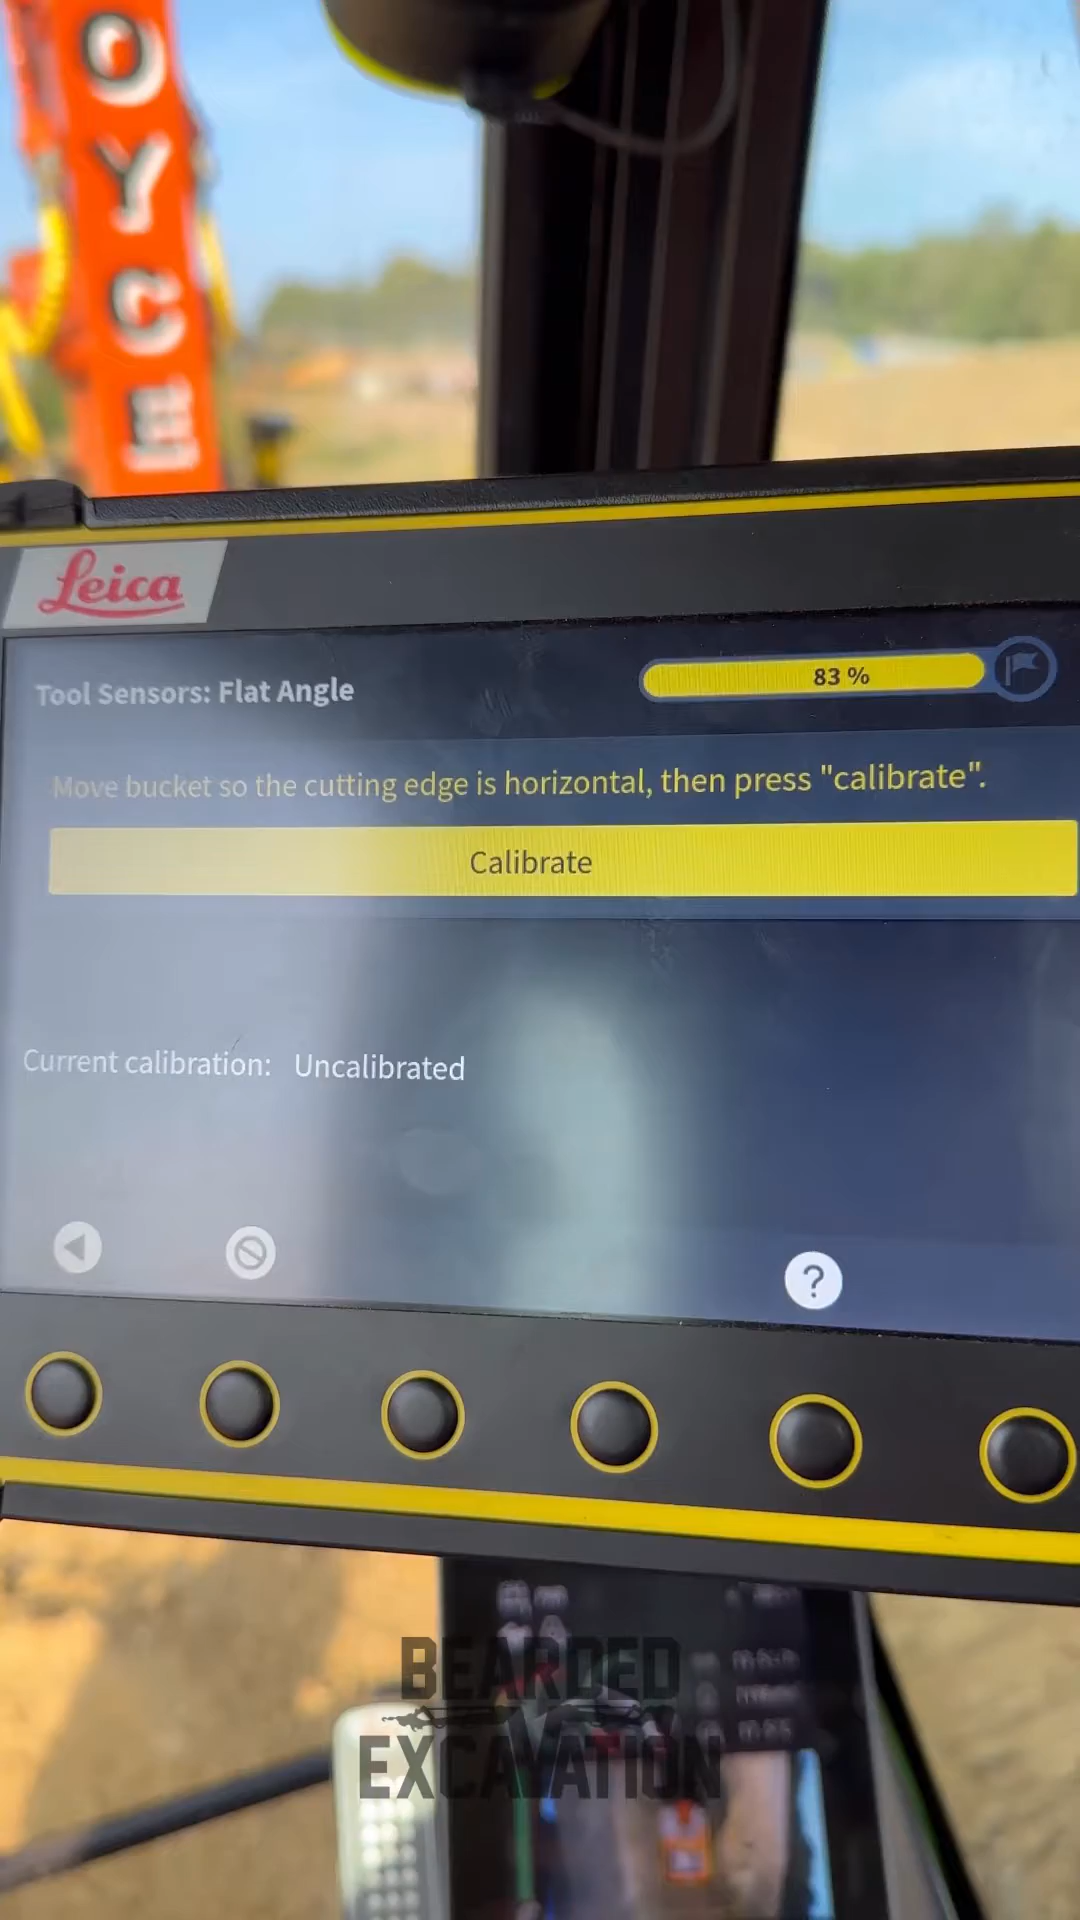 OYCE
Leica
Tool Sensors: Flat Angle
83 %
Move bucket so the cutting edge is horizontal, then press "calibrate".
Calibrate
Current calibration: Uncalibrated
?
BEARDED
EXCAVATION